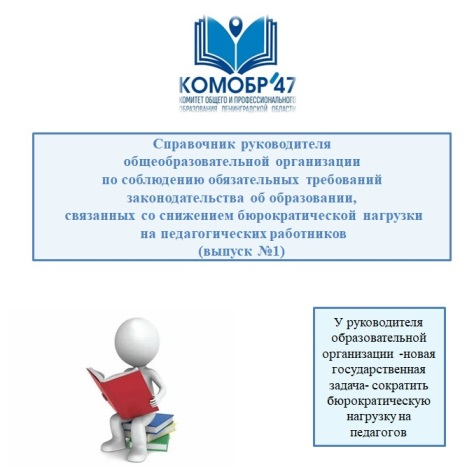 КОМОБР'47
КОМИТЕТ ОБЩЕГО И ПРОФЕССИОНАЛЬНОГО
ОБРАЗОВАНИЯ ЛЕНИНГРАДСКОЙ ОБЛАСТИ
Справочник руководителя
общеобразовательной организации
по соблюдению обязательных требований
законодательства об образовании,
связанных со снижением бюрократической нагрузки
на педагогических работников
(выпуск №1)
У руководителя
образовательной
организации -новая
государственная
задача- сократить
бюрократическую
нагрузку на
педагогов